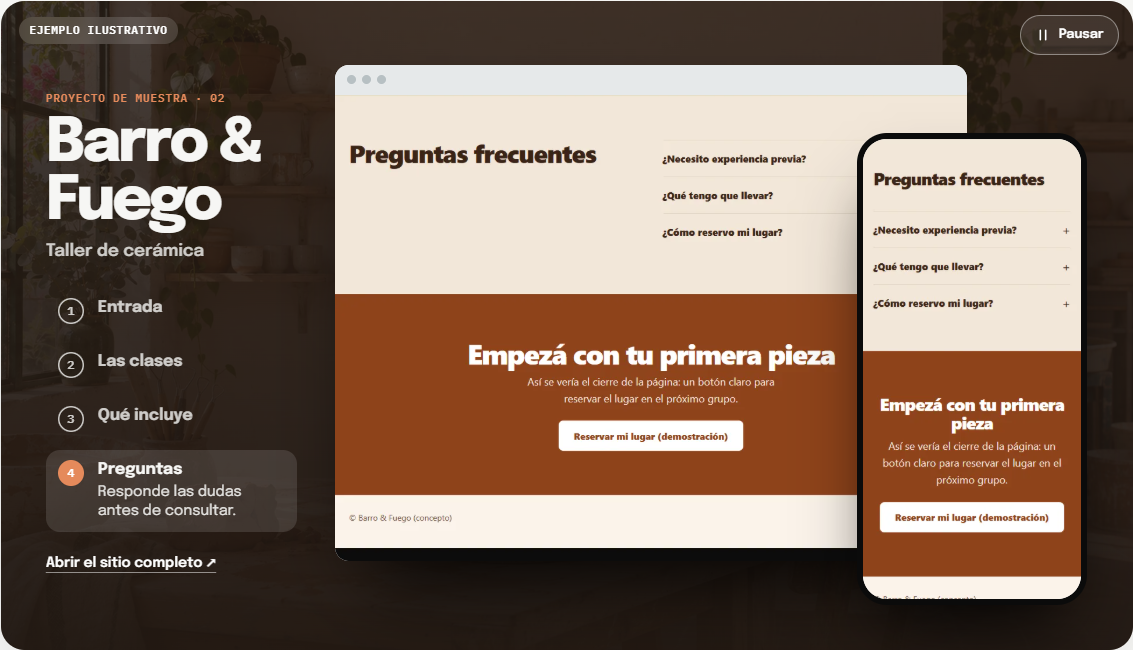 EJEMPLO ILUSTRATIVO
Pausar
PROYECTO DE MUESTRA · 02
Barro &
Fuego
Taller de cerámica
1 Entrada
2 Las clases
3 Qué incluye
4 Preguntas
Responde las dudas
antes de consultar.
Abrir el sitio completo ↗
Preguntas frecuentes
¿Necesito experiencia previa?
¿Qué tengo que llevar?
¿Cómo reservo mi lugar?
Empezá con tu primera pieza
Así se vería el cierre de la página: un botón claro para
reservar el lugar en el próximo grupo.
Reservar mi lugar (demostración)
© Barro & Fuego (concepto)
Preguntas frecuentes
¿Necesito experiencia previa? +
¿Qué tengo que llevar? +
¿Cómo reservo mi lugar? +
Empezá con tu primera
pieza
Así se vería el cierre de la página: un
botón claro para reservar el lugar en el
próximo grupo.
Reservar mi lugar (demostración)
© Barro & Fuego (concepto)